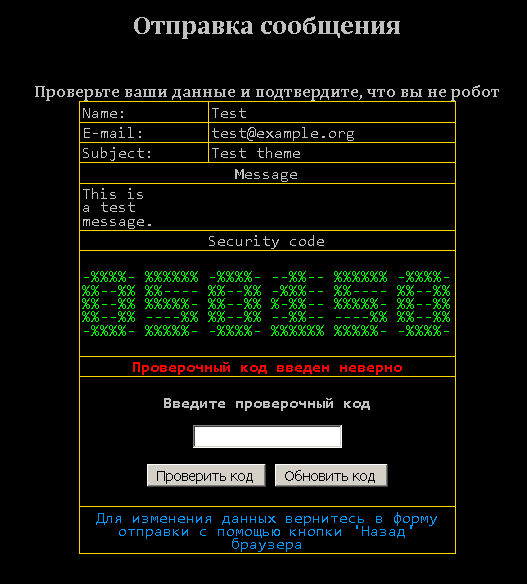 Отправка сообщения
Проверьте ваши данные и подтвердите, что вы не робот
Name: Test
E-mail: test@example.org
Subject: Test theme
Message
This is
a test
message.
Security code
Проверочный код введен неверно
Введите проверочный код
Проверить код Обновить код
Для изменения данных вернитесь в форму
отправки с помощью кнопки 'Назад'
браузера